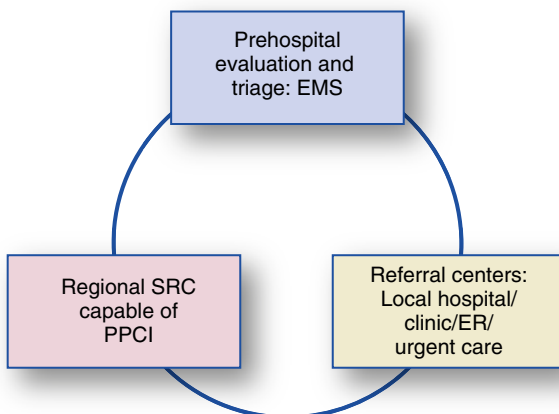 Prehospital
evaluation and
triage: EMS
Regional SRC
capable of
PPCI
Referral centers:
Local hospital/
clinic/ER/
urgent care